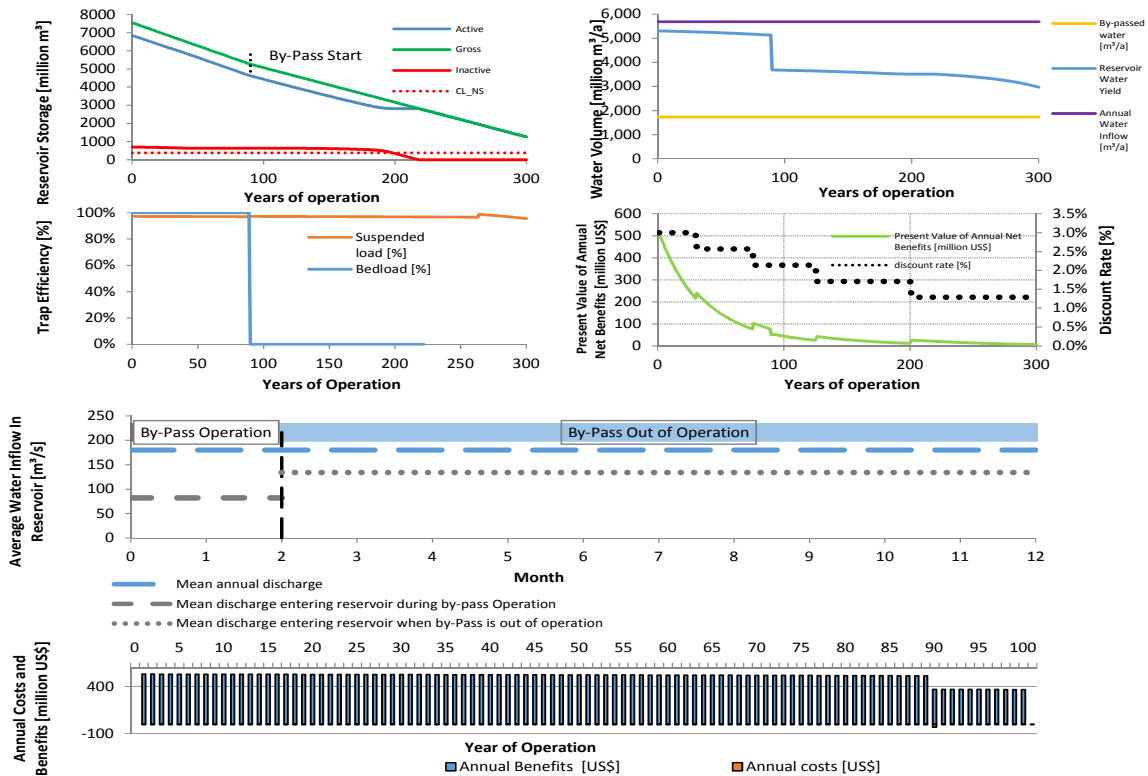 Reservoir Storage [million m³]
8000
7000
6000
5000
4000
3000
2000
1000
0
0
100
200
300
Years of operation
By-Pass Start
Active
Gross
Inactive
CL_NS
Water Volume [million m³/a]
6,000
5,000
4,000
3,000
2,000
1,000
0
0
100
200
300
Years of operation
By-passed
water
[m³/a]
Reservoir
Water
Yield
Annual
Water
Inflow
[m³/a]
Trap Efficiency [%]
100%
80%
60%
40%
20%
0%
0
50
100
150
200
250
300
Years of Operation
Suspended
load [%]
Bedload [%]
Present Value of Annual
Net Benefits [million US$]
600
500
400
300
200
100
0
0
100
200
300
Years of operation
Present Value of Annual Net
Benefits [million US$]
discount rate [%]
3.5%
3.0%
2.5%
2.0%
1.5%
1.0%
0.5%
0.0%
Discount Rate [%]
Average Water Inflow In
Reservoir [m³/s]
250
200
150
100
50
0
By-Pass Operation
By-Pass Out of Operation
0
1
2
3
4
5
6
7
8
9
10
11
12
Month
Mean annual discharge
Mean discharge entering reservoir during by-pass Operation
Mean discharge entering reservoir when by-Pass is out of operation
Annual Costs and
Benefits [million US$]
0
5
10
15
20
25
30
35
40
45
50
55
60
65
70
75
80
85
90
95
100
400
-100
Year of Operation
Annual Benefits [US$]
Annual costs [US$]